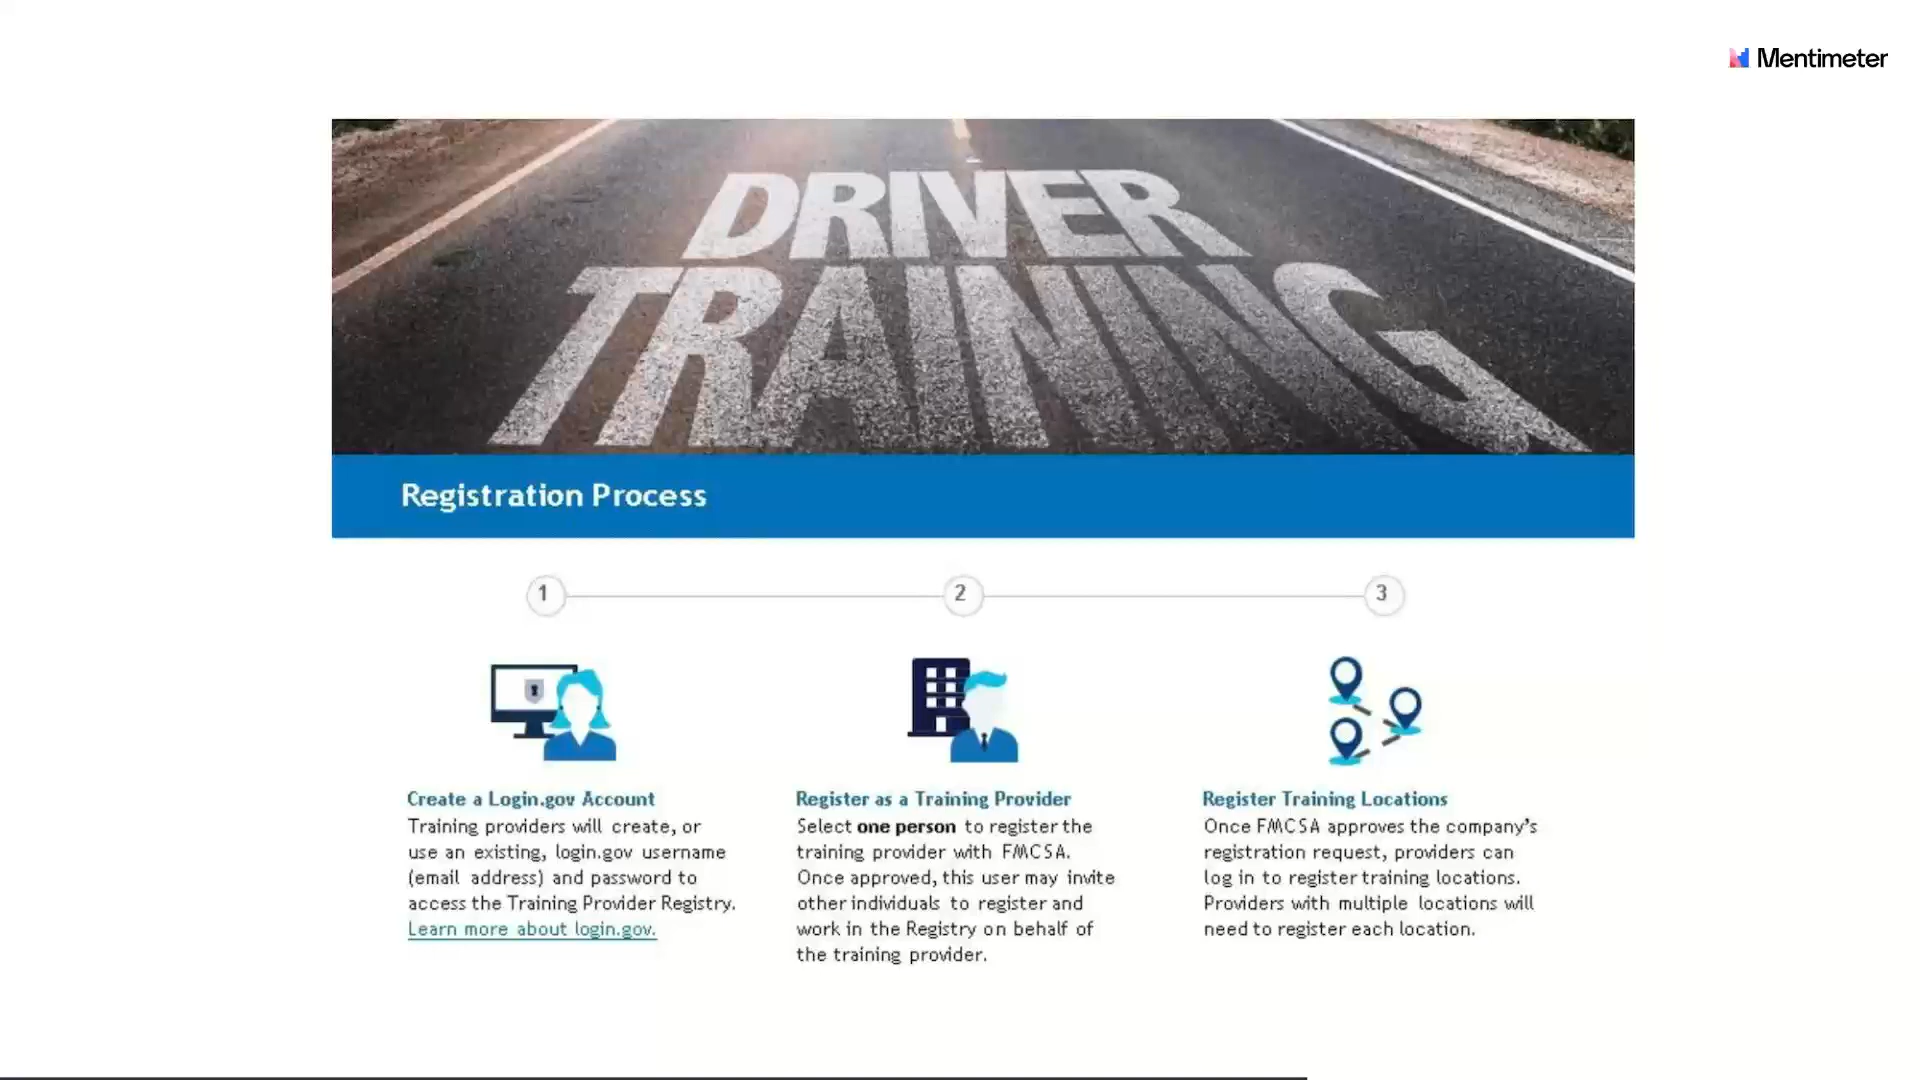 Mentimeter
DRIVER
TRAINING
Registration Process
1
2
3
Create a Login.gov Account
Training providers will create, or
use an existing, login.gov username
(email address) and password to
access the Training Provider Registry.
Learn more about login.gov.
Register as a Training Provider
Select one person to register the
training provider with FMCSA.
Once approved, this user may invite
other individuals to register and
work in the Registry on behalf of
the training provider.
Register Training Locations
Once FMCSA approves the company's
registration request, providers can
log in to register training locations.
Providers with multiple locations will
need to register each location.